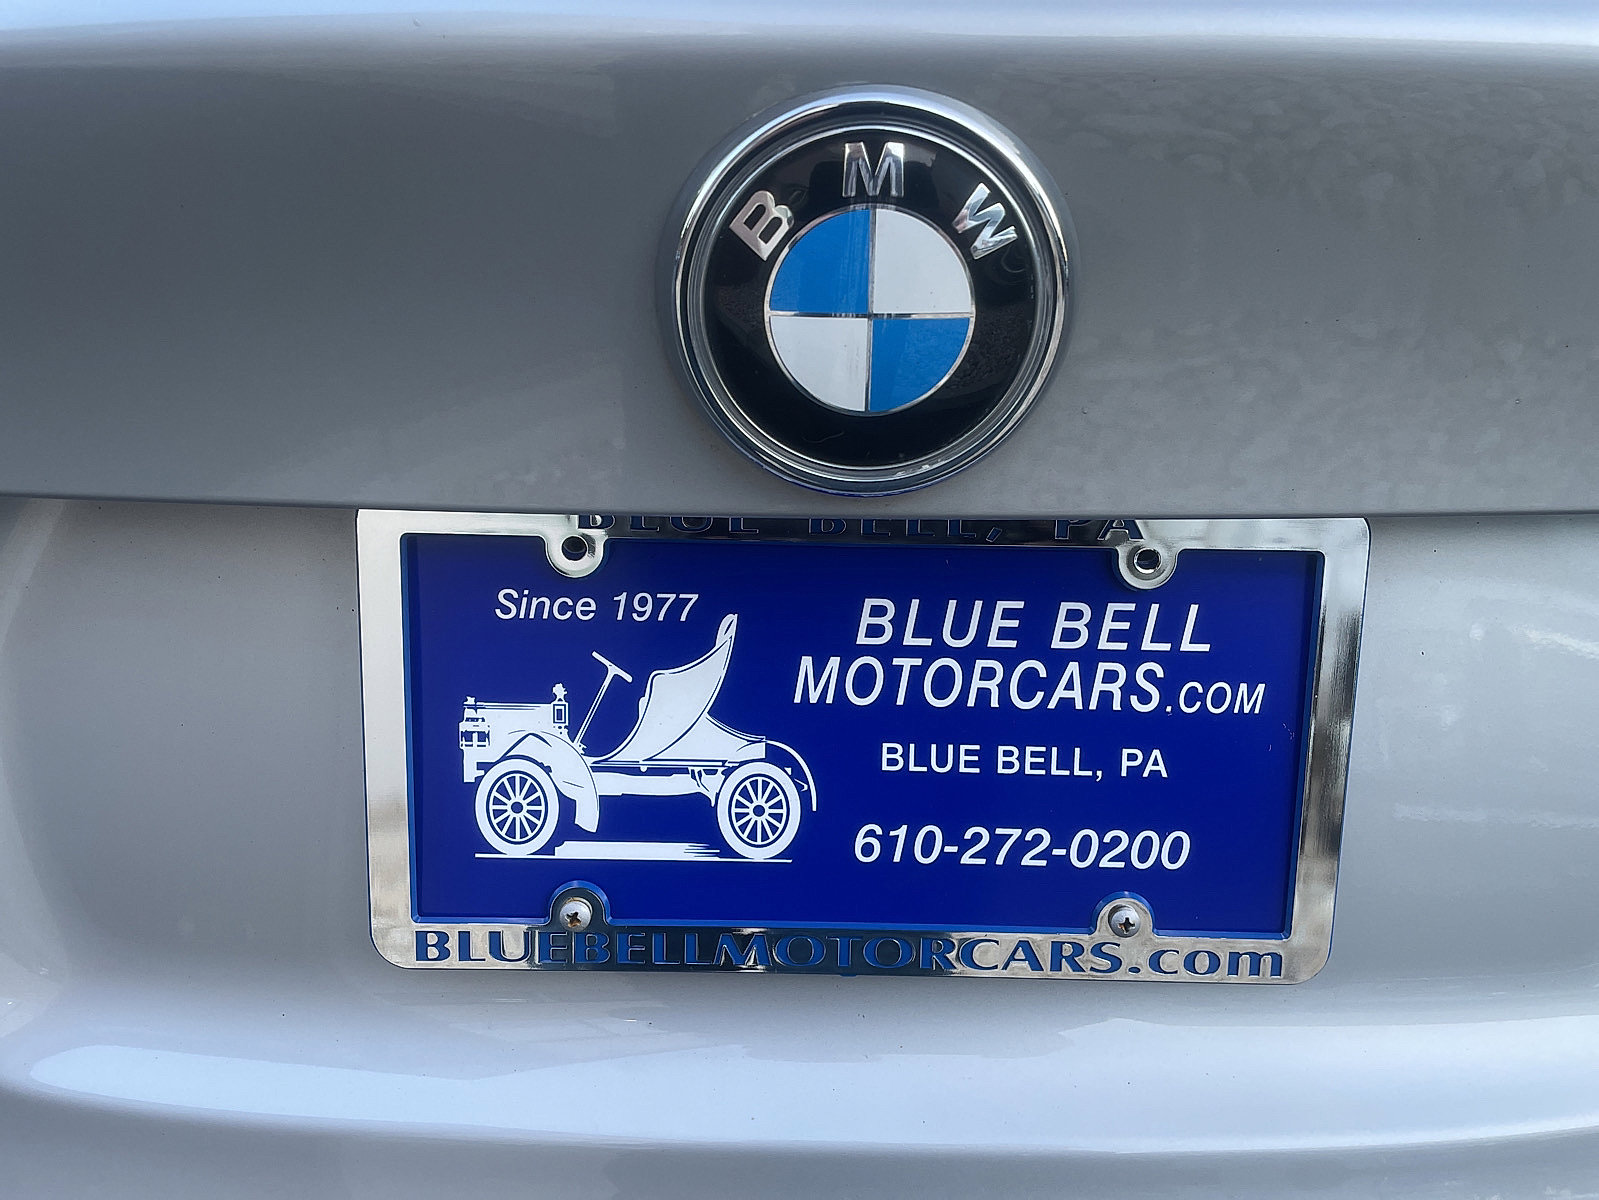 BMW
BLUE BELL, PA
Since 1977
BLUE BELL
MOTORCARS.COM
BLUE BELL, PA
610-272-0200
BLUEBELLMOTORCARS.com